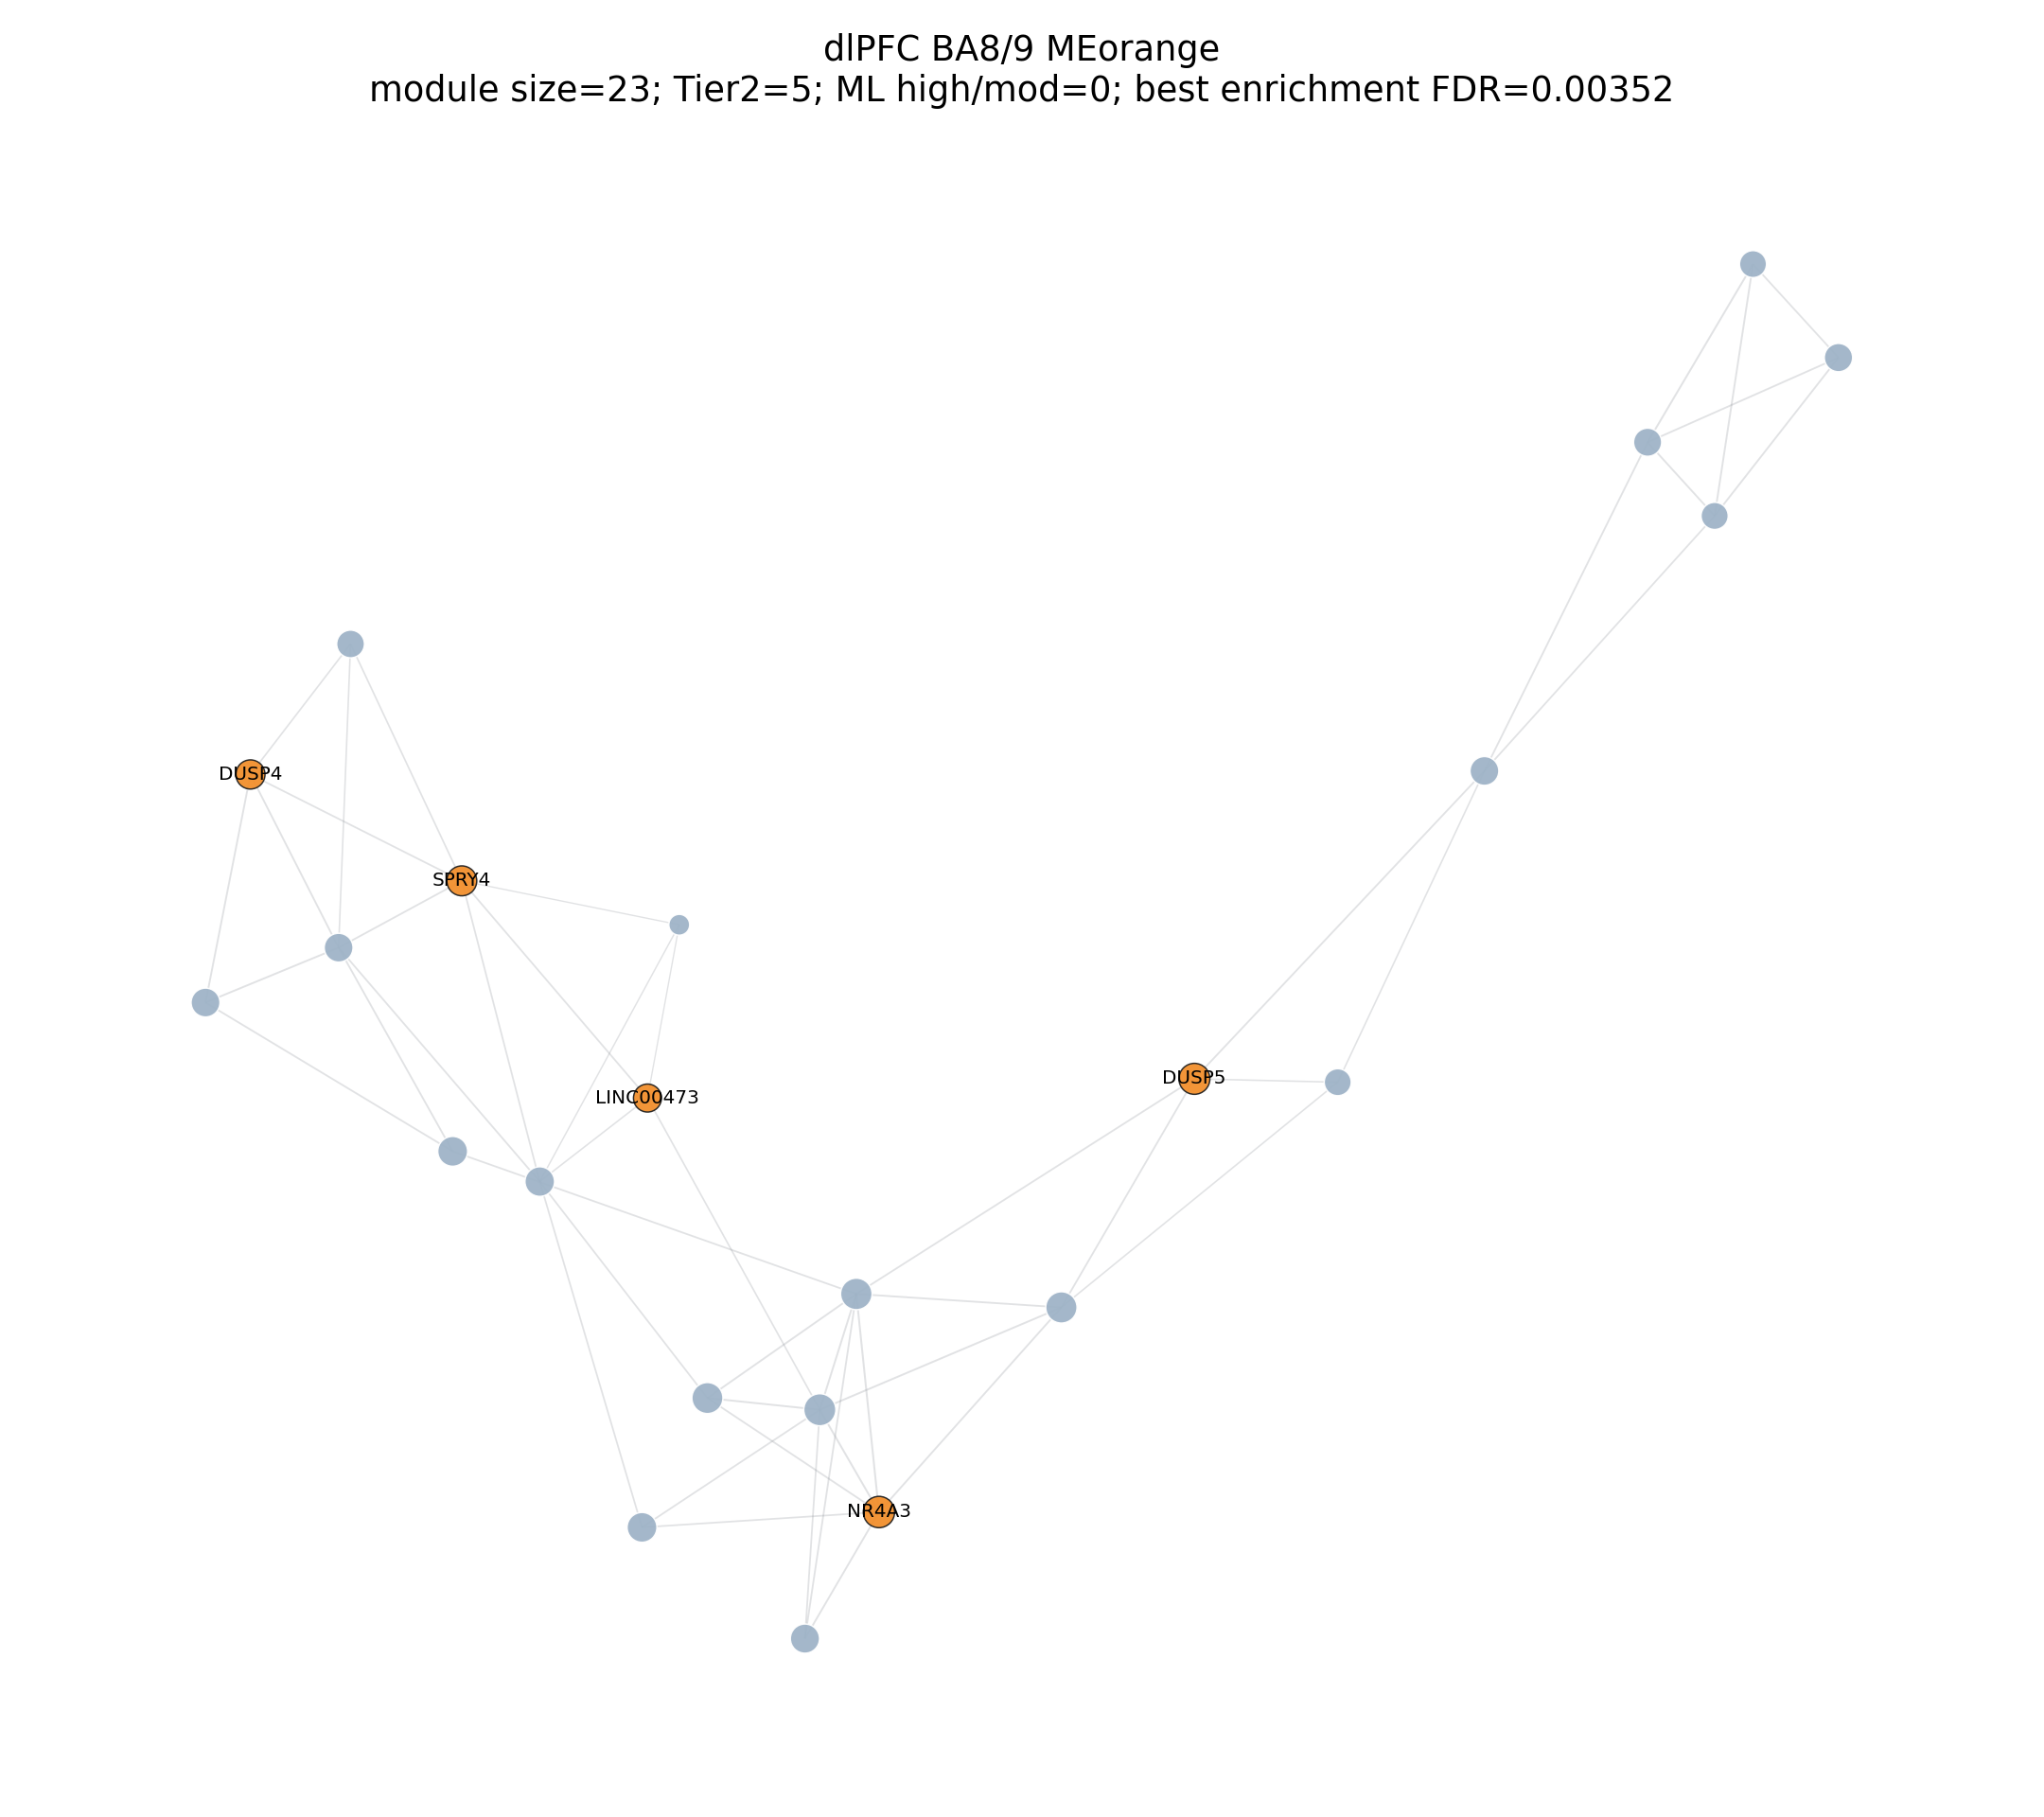 dlPFC BA8/9 MEorange
module size=23; Tier2=5; ML high/mod=0; best enrichment FDR=0.00352
DUSP4
SPRY4
LINC00473
DUSP5
NR4A3